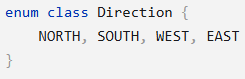 enum class Direction {
    NORTH, SOUTH, WEST, EAST
}